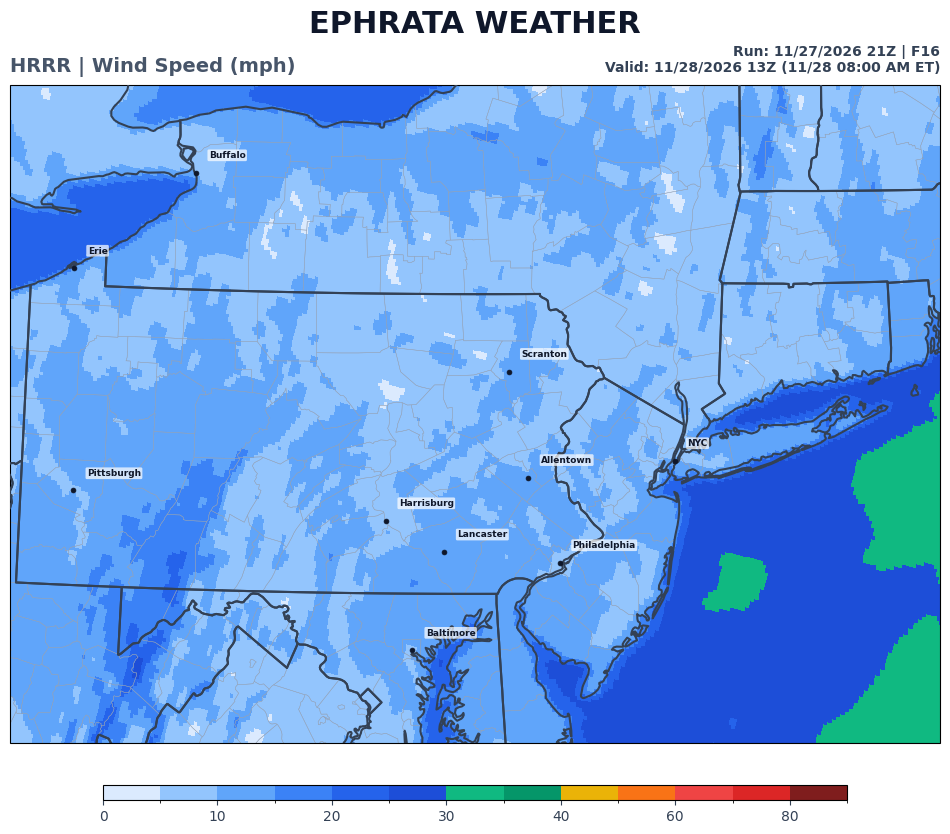 EPHRATA WEATHER
HRRR | Wind Speed (mph)
Run: 11/27/2026 21Z | F16
Valid: 11/28/2026 13Z (11/28 08:00 AM ET)
Buffalo
Erie
Scranton
NYC
Allentown
Pittsburgh
Harrisburg
Lancaster
Philadelphia
Baltimore
0 10 20 30 40 50 60 70 80